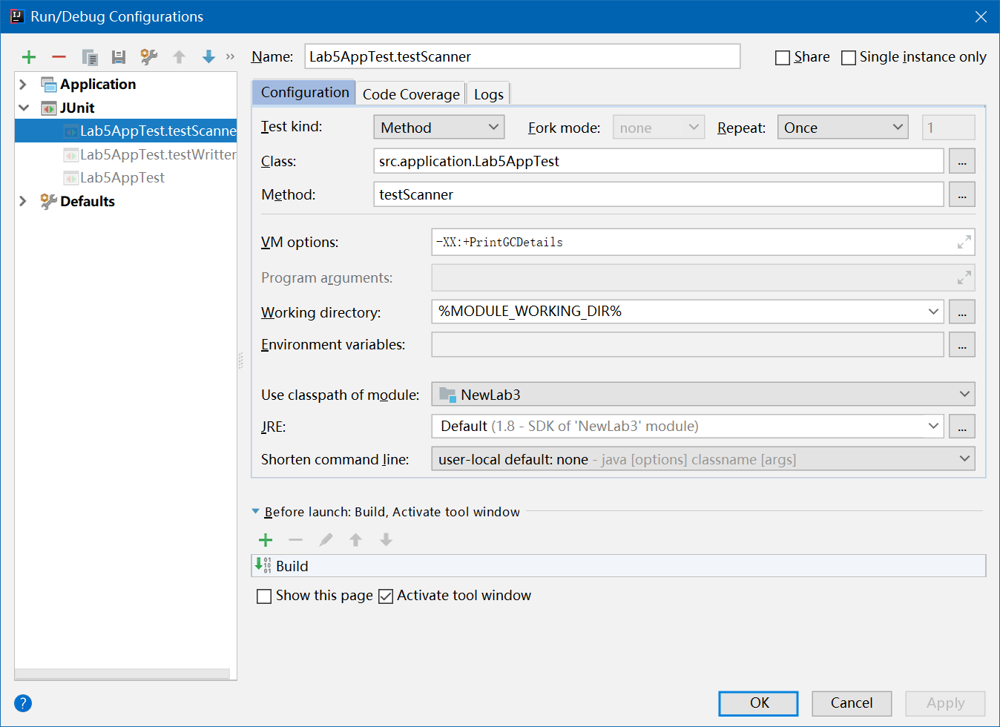 Run/Debug Configurations
Name: Lab5AppTest.testScanner Share Single instance only
Application
JUnit
Lab5AppTest.testScanne
Lab5AppTest.testWritter
Lab5AppTest
Defaults
Configuration Code Coverage Logs
Test kind: Method Fork mode: none Repeat: Once 1
Class: src.application.Lab5AppTest ...
Method: testScanner ...
VM options: -XX:+PrintGCDetails
Program arguments:
Working directory: %MODULE_WORKING_DIR% ...
Environment variables: ...
Use classpath of module: NewLab3
JRE: Default (1.8 - SDK of 'NewLab3' module) ...
Shorten command line: user-local default: none - java [options] classname [args]
Before launch: Build, Activate tool window
Build
Show this page Activate tool window
? OK Cancel Apply